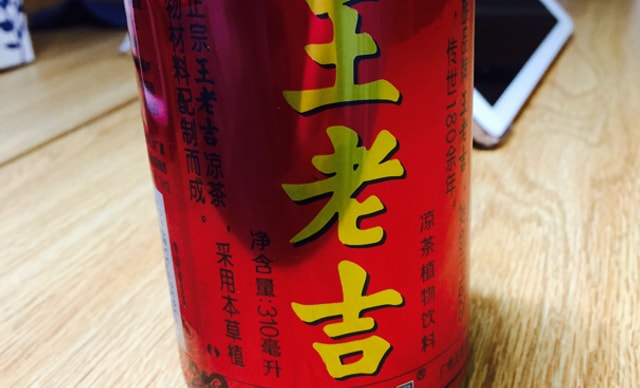 王老吉
凉茶植物饮料
净含量:310毫升
正宗王老吉凉茶，采用本草植
物材料配制而成。
传世180余年。